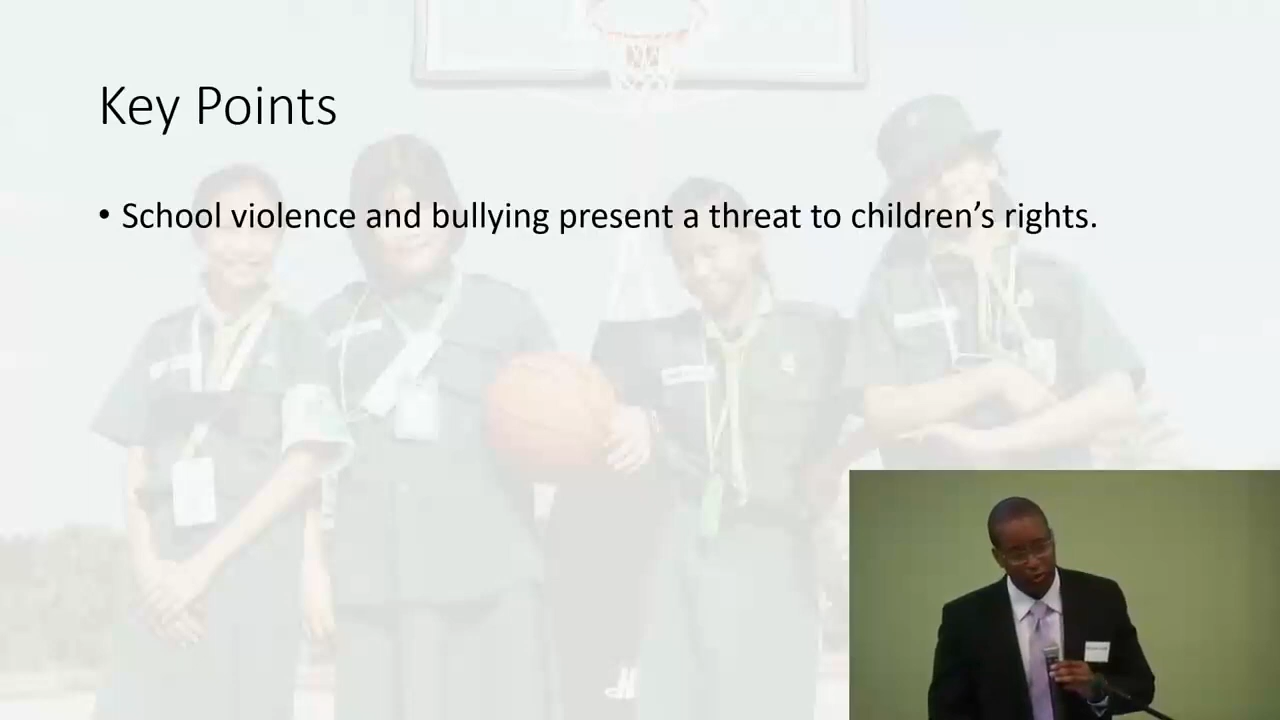 Key Points
• School violence and bullying present a threat to children’s rights.